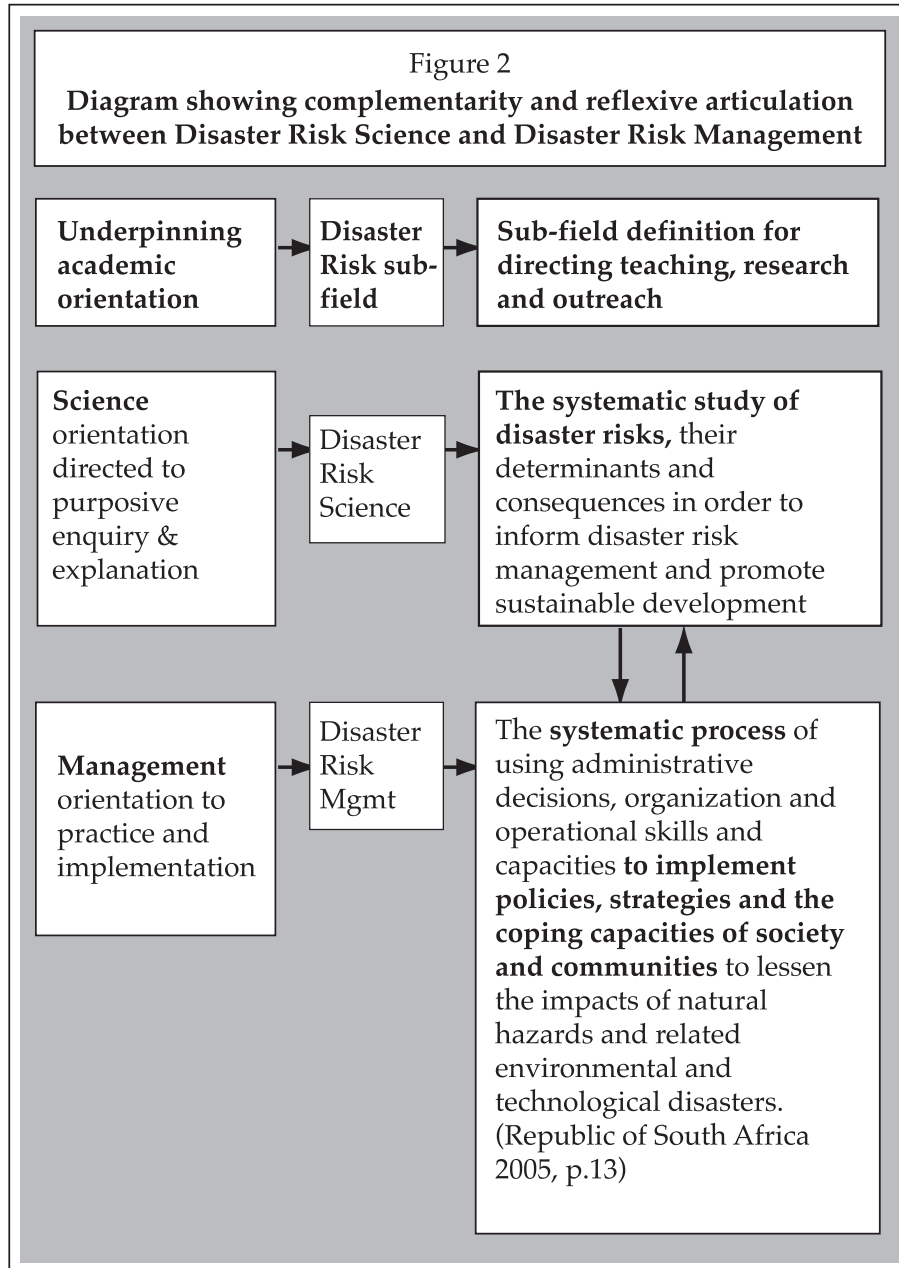 Figure 2
Diagram showing complementarity and reflexive articulation
between Disaster Risk Science and Disaster Risk Management
Underpinning
academic
orientation
Disaster
Risk sub-
field
Sub-field definition for
directing teaching, research
and outreach
Science
orientation
directed to
purposive
enquiry &
explanation
Disaster
Risk
Science
The systematic study of
disaster risks, their
determinants and
consequences in order to
inform disaster risk
management and promote
sustainable development
Management
orientation to
practice and
implementation
Disaster
Risk
Mgmt
The systematic process of
using administrative
decisions, organization and
operational skills and
capacities to implement
policies, strategies and the
coping capacities of society
and communities to lessen
the impacts of natural
hazards and related
environmental and
technological disasters.
(Republic of South Africa
2005, p.13)